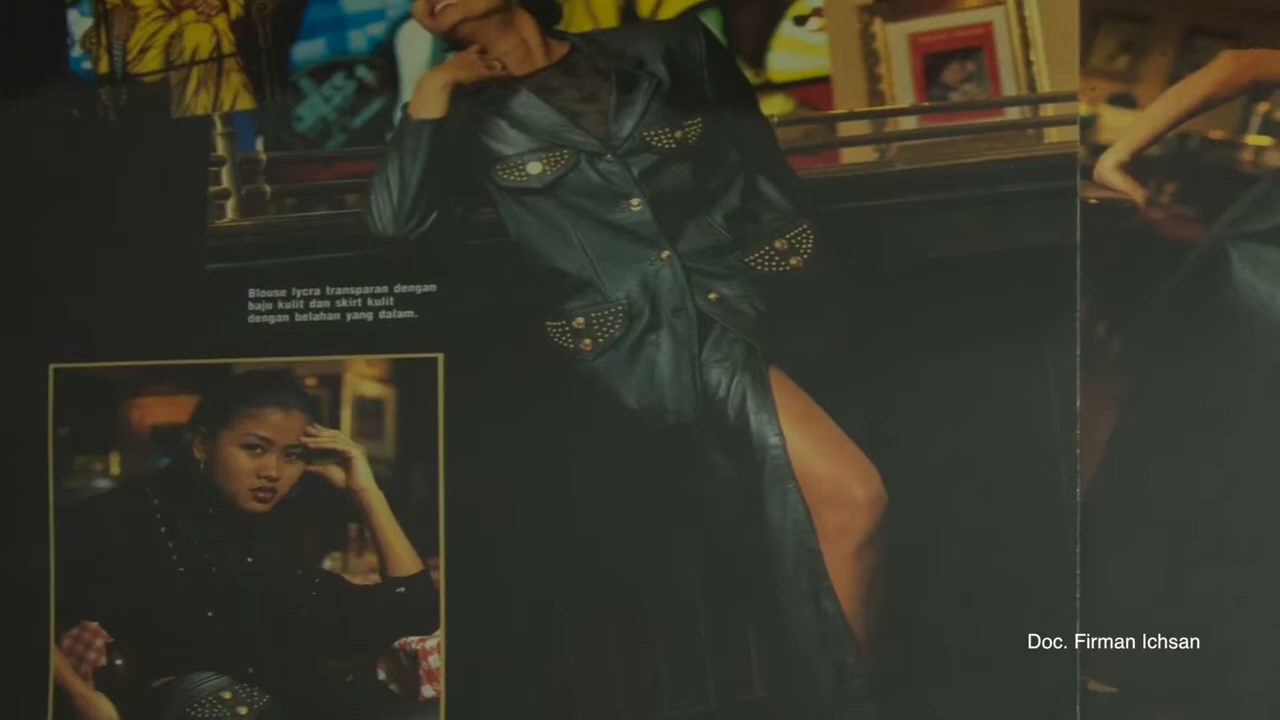 Blouse lycra transparan dengan
baju kulit dan skirt kulit
dengan belahan yang dalam.
Doc. Firman Ichsan